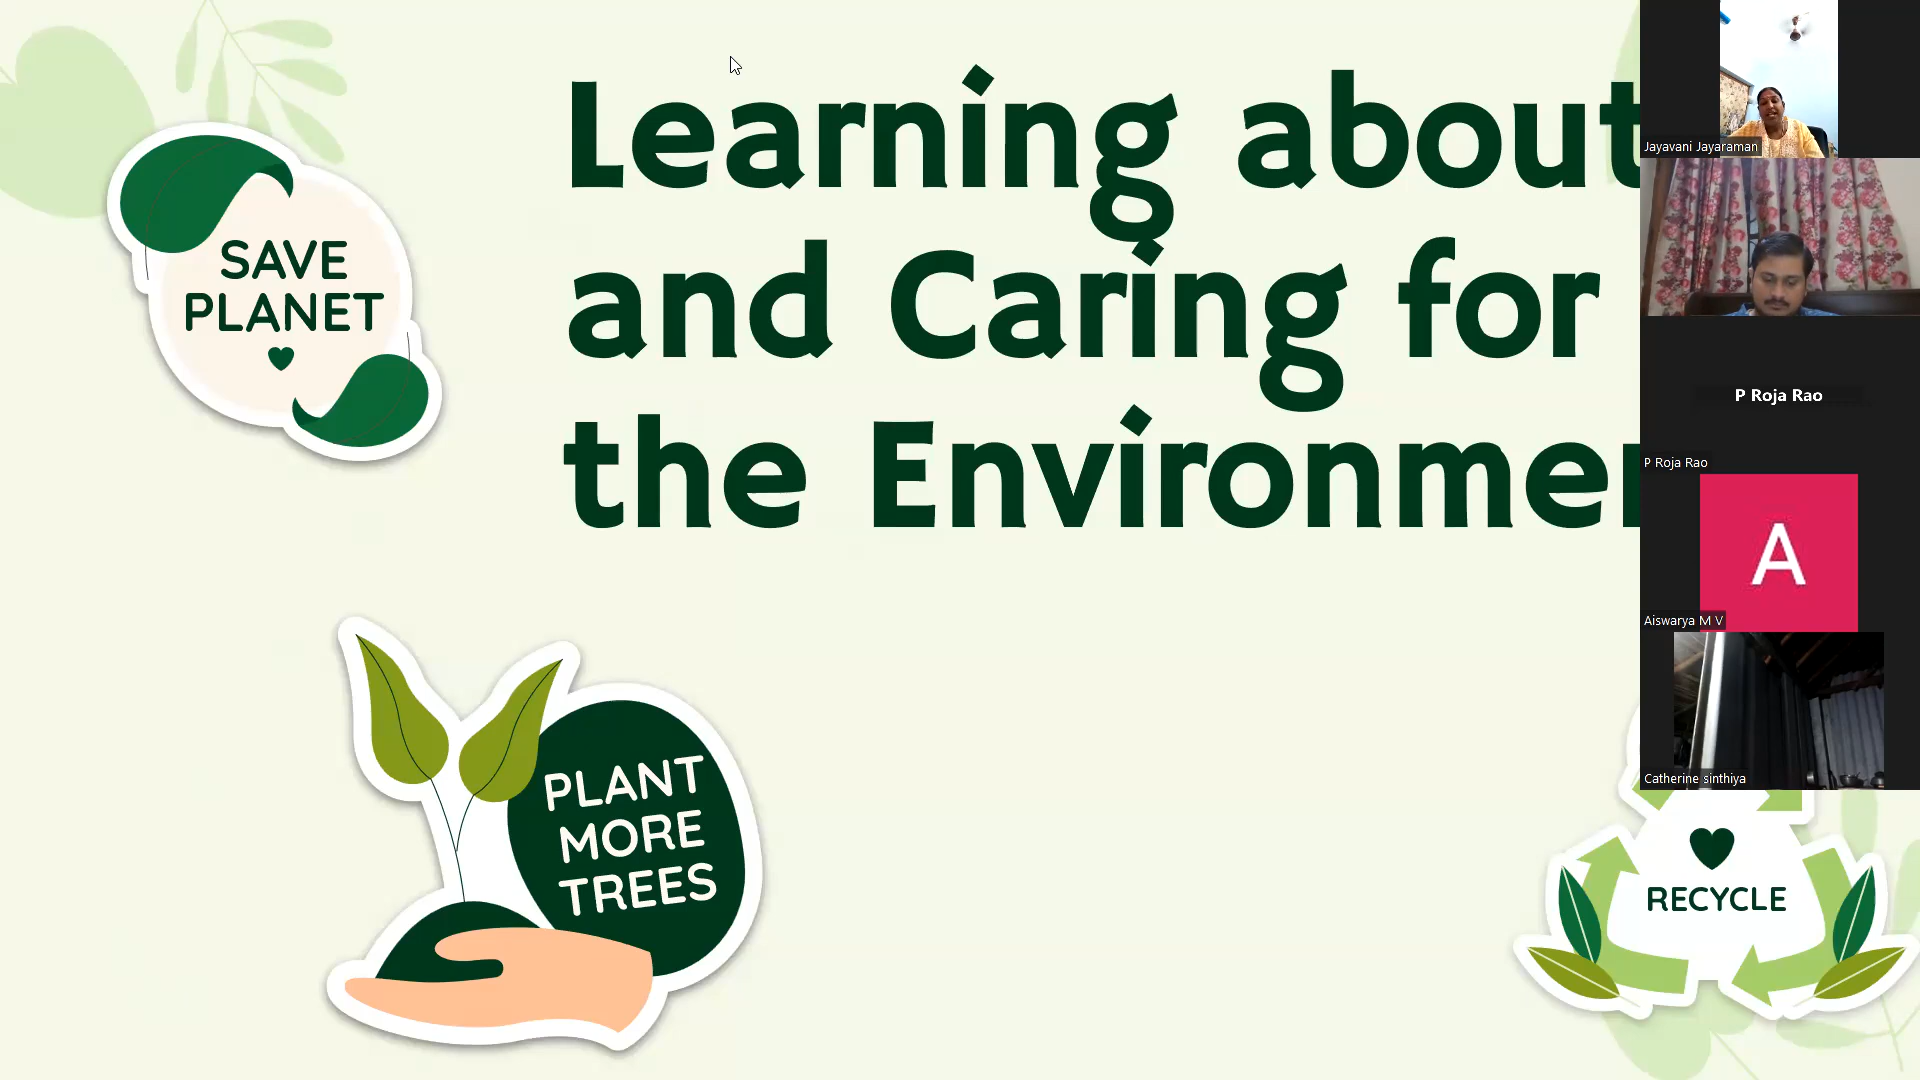 Learning about
and Caring for
the Environmen
SAVE
PLANET
PLANT
MORE
TREES
RECYCLE
Jayavani Jayaraman
P Roja Rao
P Roja Rao
A
Aiswarya M V
Catherine sinthiya